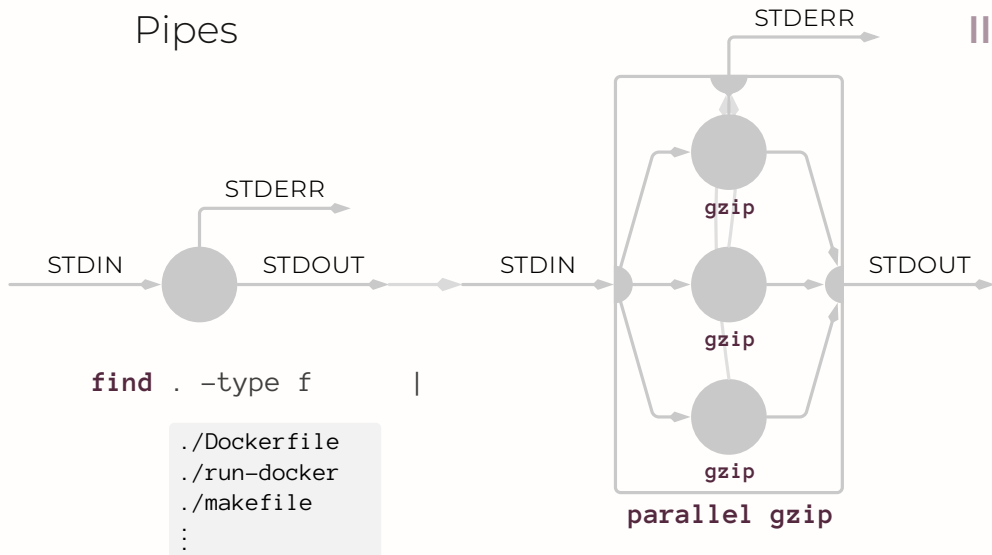 Pipes
STDERR
II
STDERR
gzip
STDIN
STDOUT
STDIN
STDOUT
gzip
find . -type f |
./Dockerfile
./run-docker
./makefile
⋮
gzip
parallel gzip